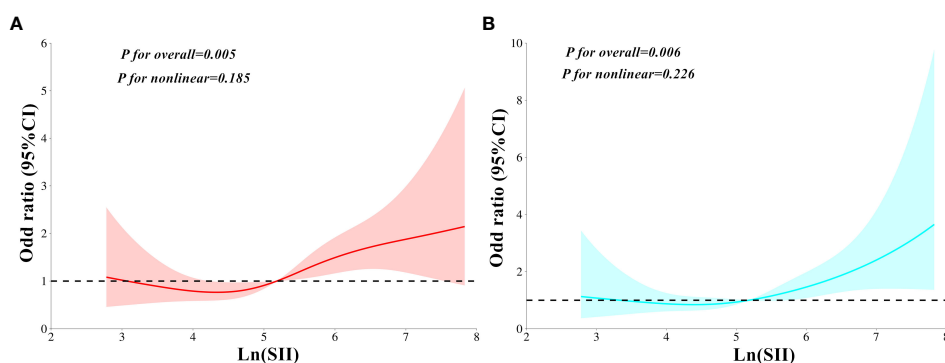 A
P for overall=0.005
P for nonlinear=0.185
Odd ratio (95%CI)
6
5
4
3
2
1
0
2 3 4 5 6 7 8
Ln(SII)
B
P for overall=0.006
P for nonlinear=0.226
Odd ratio (95%CI)
10
8
6
4
2
1
0
2 3 4 5 6 7 8
Ln(SII)